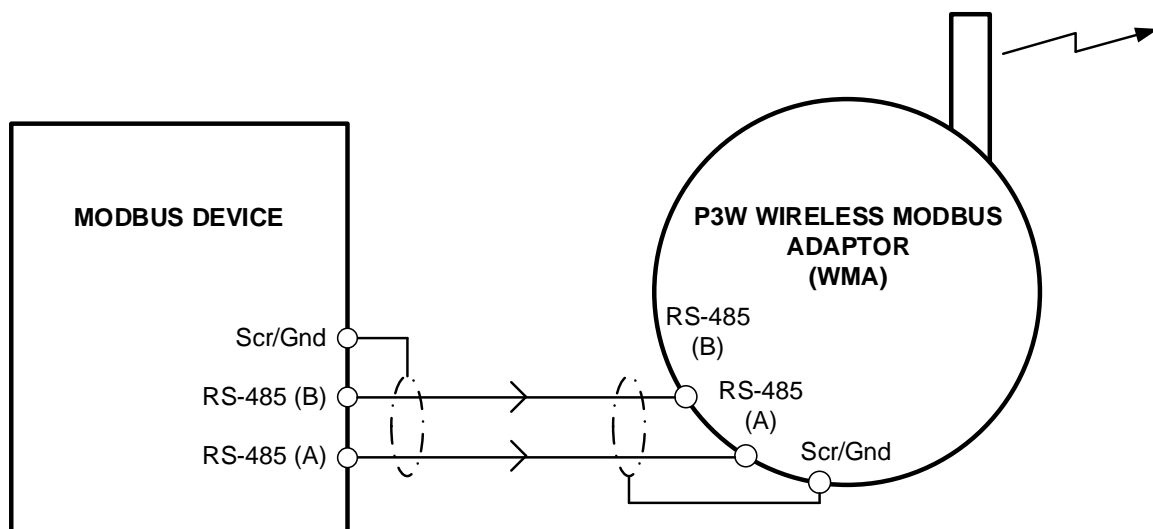 MODBUS DEVICE
Scr/Gnd
RS-485 (B)
RS-485 (A)
P3W WIRELESS MODBUS
ADAPTOR
(WMA)
RS-485
(B)
RS-485
(A)
Scr/Gnd